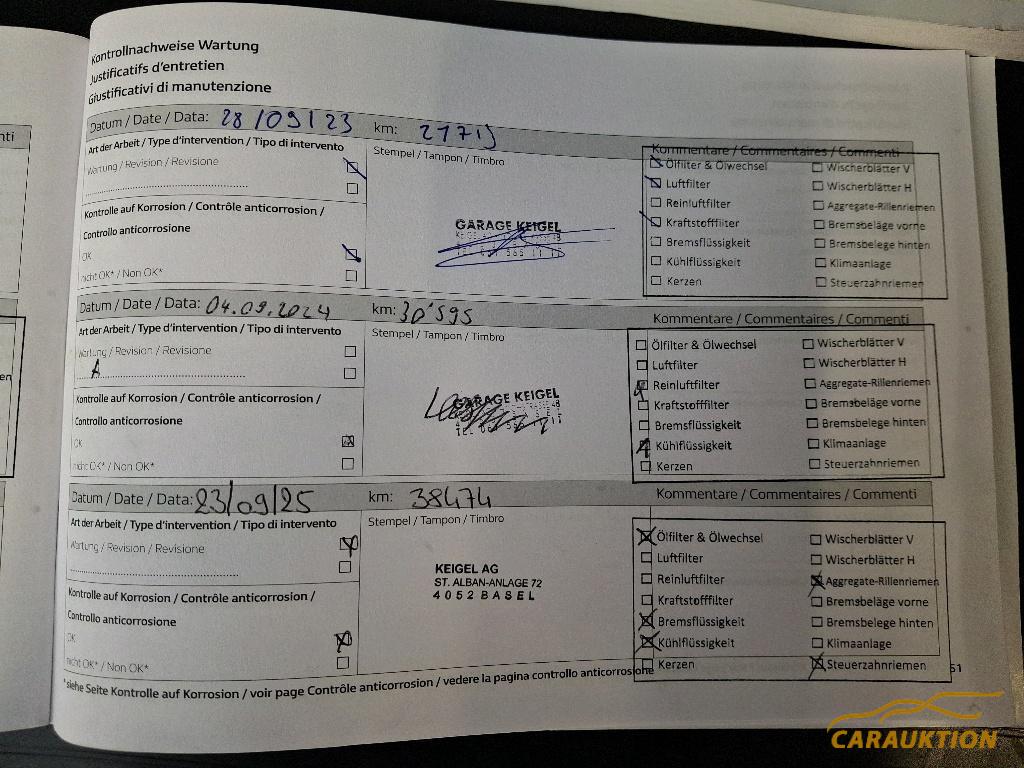 Kontrollnachweise Wartung
Justificatifs d'entretien
Giustificativi di manutenzione
Datum / Date / Data: 28/09/23 km:
Art der Arbeit / Type d'intervention / Tipo di intervento
Stempel / Tampon / Timbro
Kommentare / Commentaires / Commenti
Wartung / Revision / Revisione
Kontrolle auf Korrosion / Contrôle anticorrosion /
Controllo anticorrosione
OK
nicht OK* / Non OK*
GARAGE KEIGEL
Ölfilter & Ölwechsel
Luftfilter
Reinluftfilter
Kraftstofffilter
Bremsflüssigkeit
Kühlflüssigkeit
Kerzen
Wischerblätter V
Wischerblätter H
Aggregate-Rillenriemen
Bremsbeläge vorne
Bremsbelege hinten
Klimaanlage
Steuerzahnriemen
Datum / Date / Data: 04.09.2024 km: 30'595
Art der Arbeit / Type d'intervention / Tipo di intervento
Stempel / Tampon / Timbro
Kommentare / Commentaires / Commenti
Wartung / Revision / Revisione
A
Kontrolle auf Korrosion / Contrôle anticorrosion /
Controllo anticorrosione
OK
nicht OK* / Non OK*
GARAGE KEIGEL
Ölfilter & Ölwechsel
Luftfilter
Reinluftfilter
Kraftstofffilter
Bremsflüssigkeit
Kühlflüssigkeit
Kerzen
Wischerblätter V
Wischerblätter H
Aggregate-Rillenriemen
Bremsbeläge vorne
Bremsbelege hinten
Klimaanlage
Steuerzahnriemen
Datum / Date / Data: 23/09/25 km: 38474
Art der Arbeit / Type d'intervention / Tipo di intervento
Stempel / Tampon / Timbro
Kommentare / Commentaires / Commenti
Wartung / Revision / Revisione
Kontrolle auf Korrosion / Contrôle anticorrosion /
Controllo anticorrosione
OK
nicht OK* / Non OK*
KEIGEL AG
ST. ALBAN-ANLAGE 72
4052 BASEL
Ölfilter & Ölwechsel
Luftfilter
Reinluftfilter
Kraftstofffilter
Bremsflüssigkeit
Kühlflüssigkeit
Kerzen
Wischerblätter V
Wischerblätter H
Aggregate-Rillenriemen
Bremsbeläge vorne
Bremsbelege hinten
Klimaanlage
Steuerzahnriemen
*siehe Seite Kontrolle auf Korrosion / voir page Contrôle anticorrosion / vedere la pagina controllo anticorrosione
51
CARAUKTION